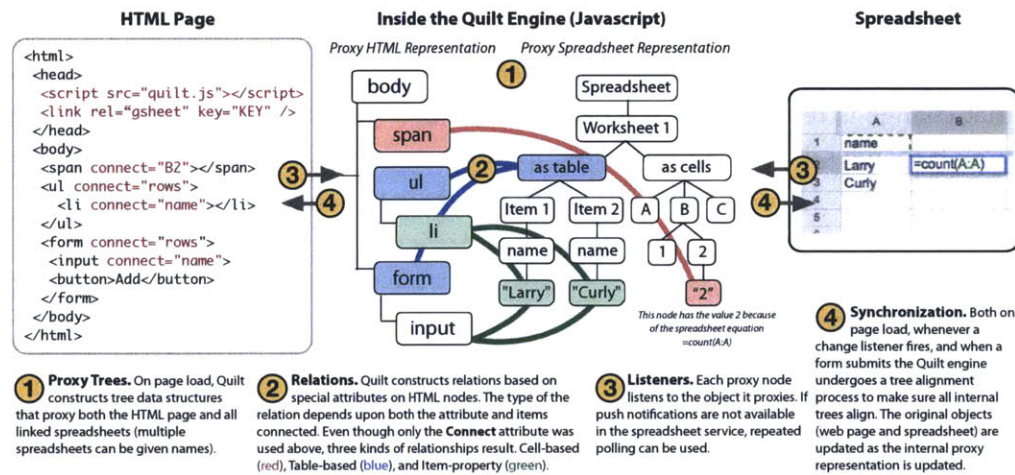 HTML Page
Inside the Quilt Engine (Javascript)
Spreadsheet
Proxy HTML Representation
Proxy Spreadsheet Representation
<html>
<head>
<script src="quilt.js"></script>
<link rel="gsheet" key="KEY" />
</head>
<body>
<span connect="B2"></span>
<ul connect="rows">
<li connect="name"></li>
</ul>
<form connect="rows">
<input connect="name">
<button>Add</button>
</form>
</body>
</html>
3
4
1
body
span
ul
li
form
input
2
Spreadsheet
Worksheet 1
as table
as cells
Item 1
Item 2
A
B
C
name
name
1
2
"Larry"
"Curly"
"2"
This node has the value 2 because
of the spreadsheet equation
=count(A:A)
3
4
A
B
1
name
Larry
=count(A:A)
3
Curly
4
5
1 Proxy Trees. On page load, Quilt
constructs tree data structures
that proxy both the HTML page and all
linked spreadsheets (multiple
spreadsheets can be given names).
2 Relations. Quilt constructs relations based on
special attributes on HTML nodes. The type of
the relation depends upon both the attribute and items
connected. Even though only the Connect attribute was
used above, three kinds of relationships result. Cell-based
(red), Table-based (blue), and Item-property (green).
3 Listeners. Each proxy node
listens to the object it proxies. If
push notifications are not available
in the spreadsheet service, repeated
polling can be used.
4 Synchronization. Both on
page load, whenever a
change listener fires, and when a
form submits the Quilt engine
undergoes a tree alignment
process to make sure all internal
trees align. The original objects
(web page and spreadsheet) are
updated as the internal proxy
representation is updated.